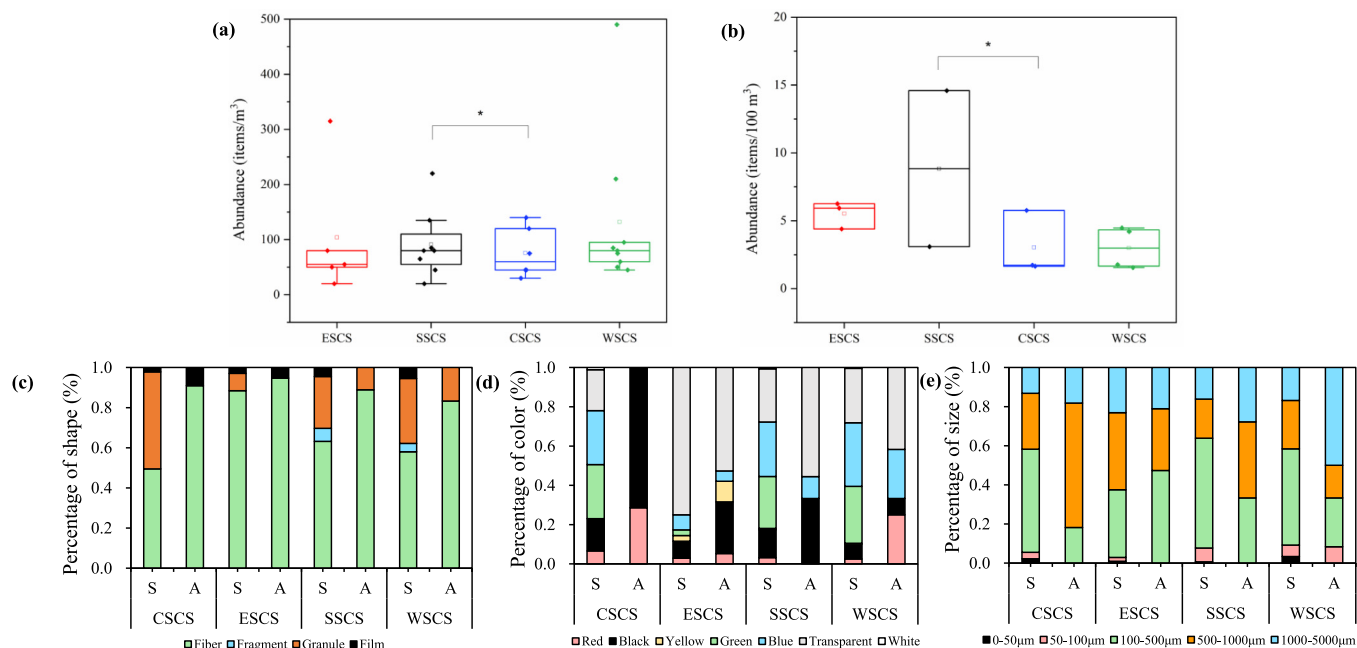 (a)
Abundance (items/m³)
500
400
300
200
100
0
*
ESCS SSCS CSCS WSCS
(b)
Abundance (items/100 m³)
20
15
10
5
0
*
ESCS SSCS CSCS WSCS
(c)
Percentage of shape (%)
1.0
0.8
0.6
0.4
0.2
0.0
S A S A S A S A
CSCS ESCS SSCS WSCS
Fiber Fragment Granule Film
(d)
Percentage of color (%)
1.0
0.8
0.6
0.4
0.2
0.0
S A S A S A S A
CSCS ESCS SSCS WSCS
Red Black Yellow Green Blue Transparent White
(e)
Percentage of size (%)
1.0
0.8
0.6
0.4
0.2
0.0
S A S A S A S A
CSCS ESCS SSCS WSCS
0-50μm 50-100μm 100-500μm 500-1000μm 1000-5000μm